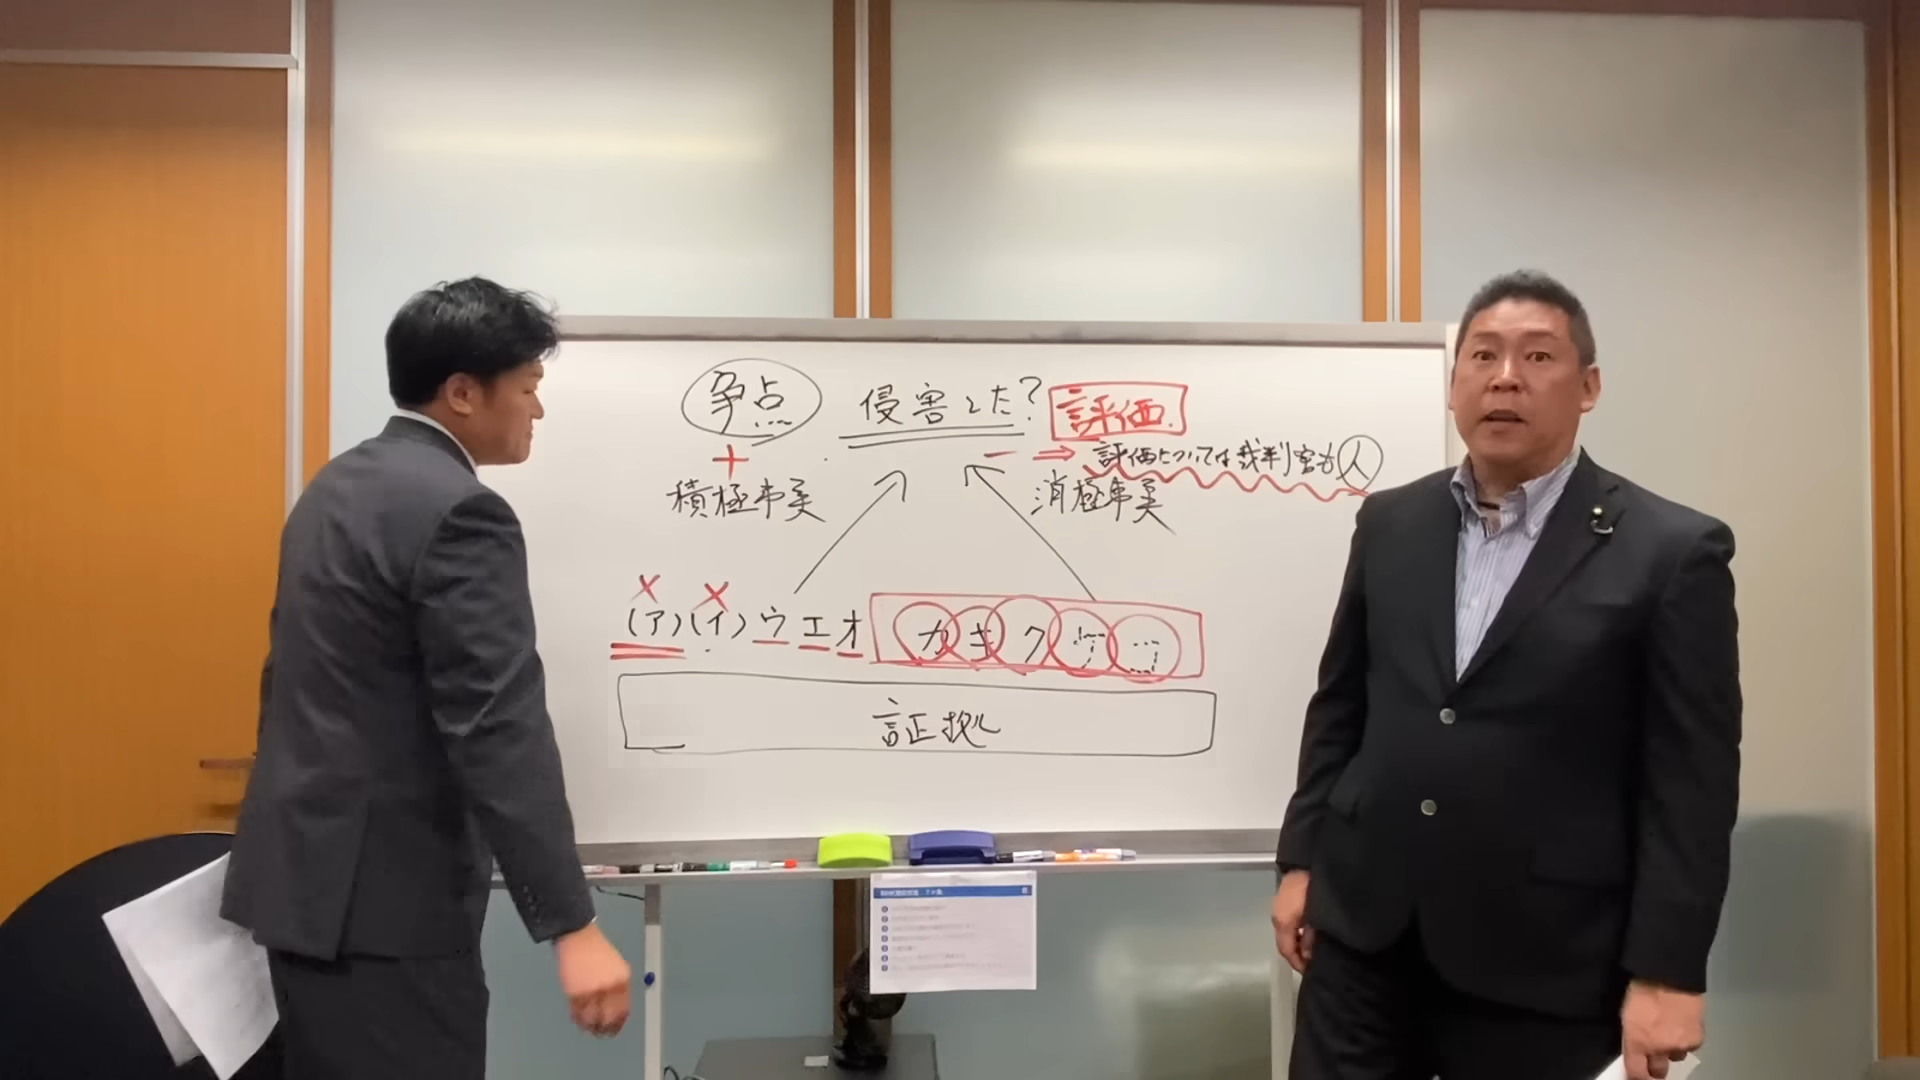 争点 侵害した? 評価.
+ - ⇒ 評価については裁判官も人
積極事実 消極事実
× ×
(ア)(イ)ウエオ カキクケコ
証拠